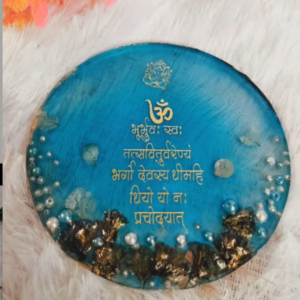 ॐ
भूर्भुवः स्वः
तत्सवितुर्वरेण्यं
भर्गो देवस्य धीमहि
धियो यो नः
प्रचोदयात्